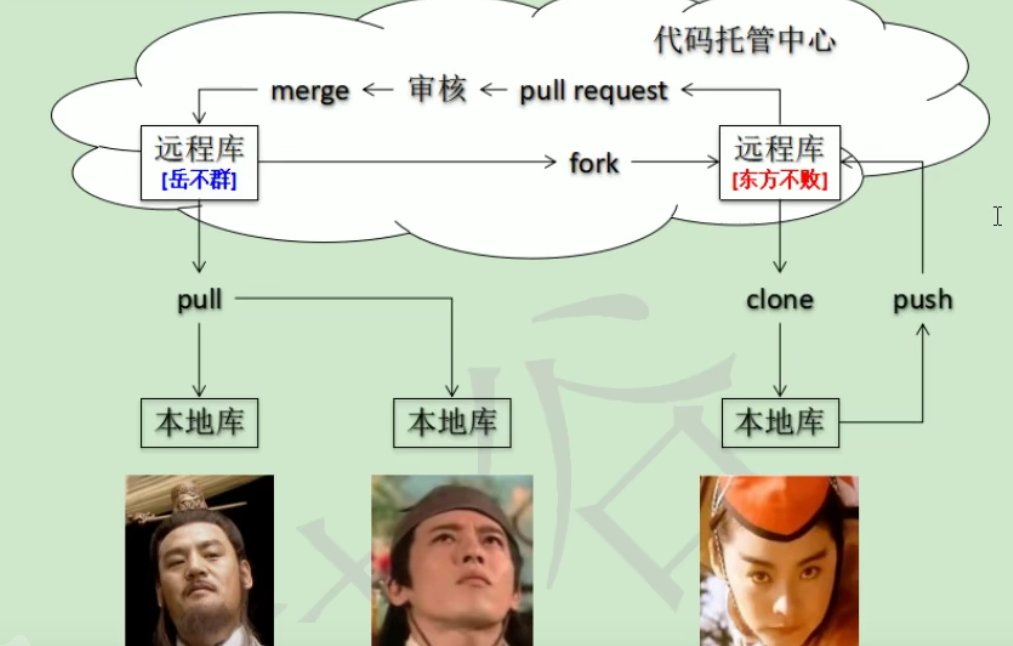 代码托管中心
merge
审核
pull request
远程库
[岳不群]
fork
远程库
[东方不败]
pull
clone
push
本地库
本地库
本地库